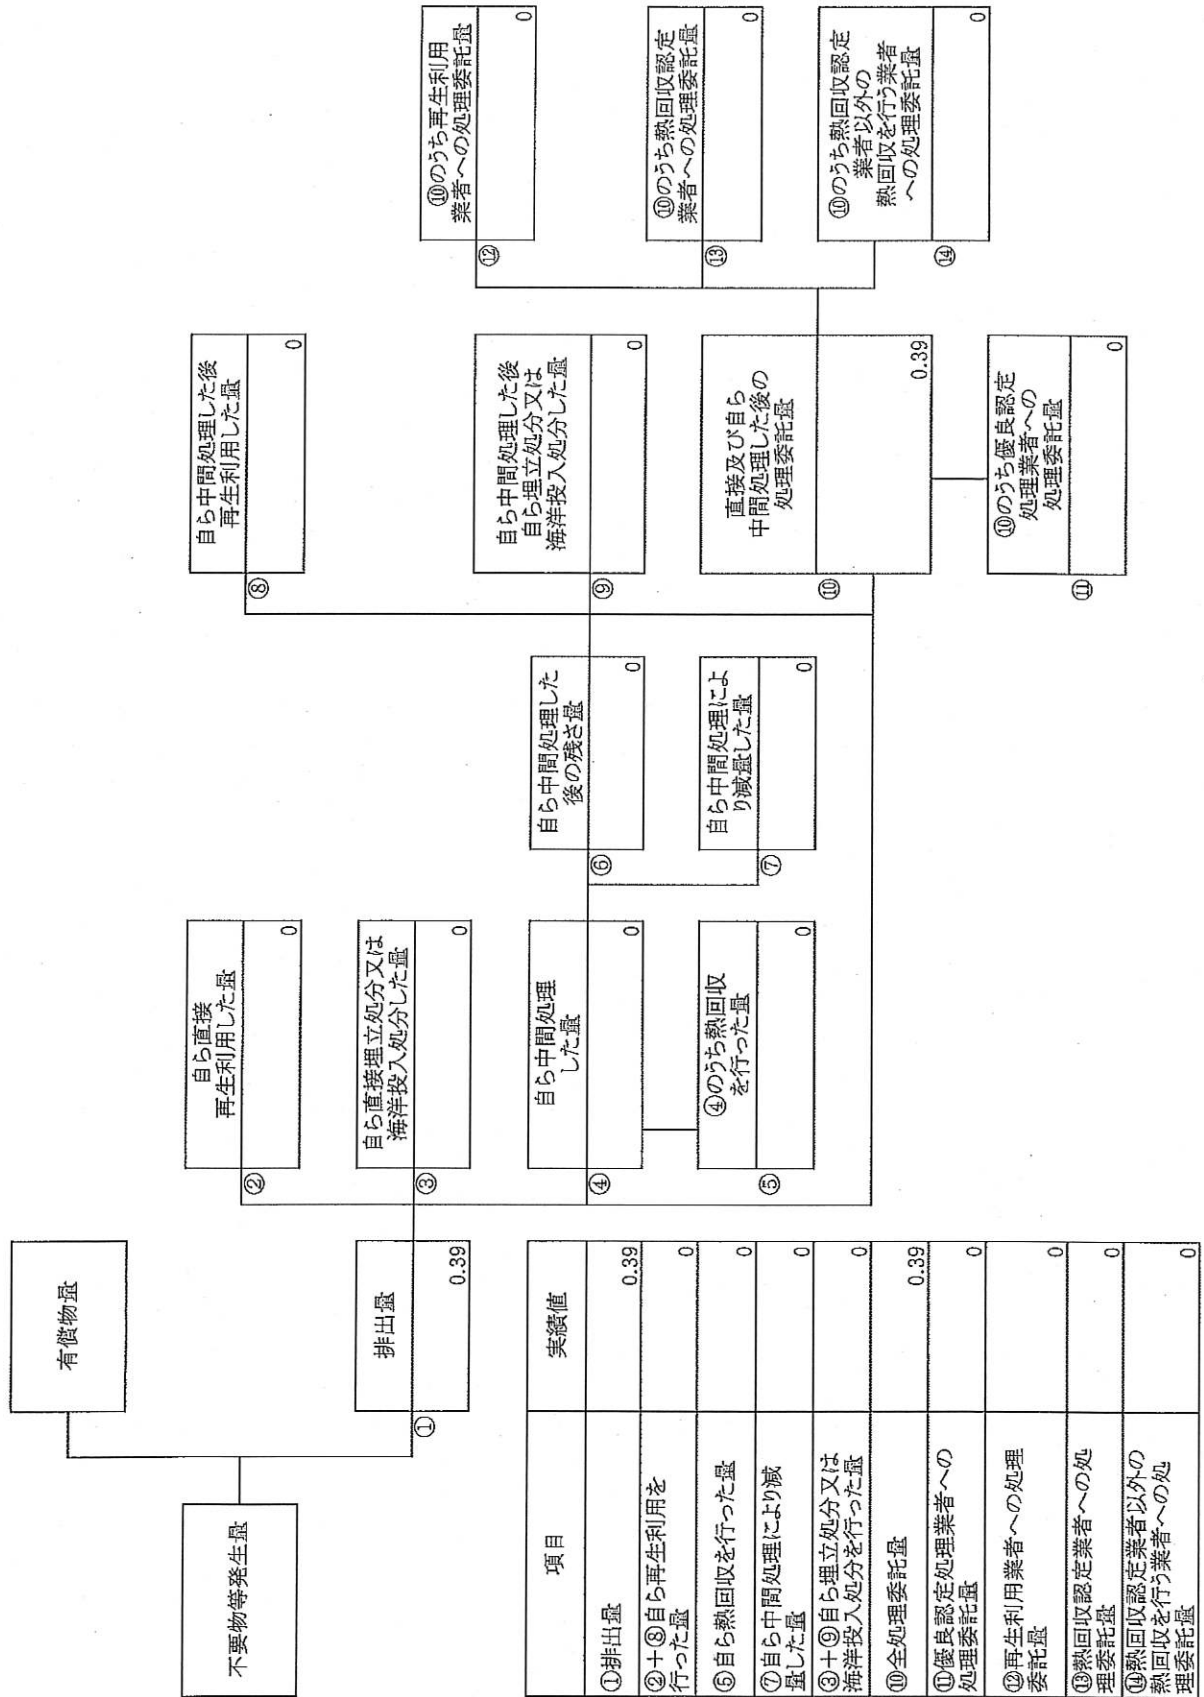 不要物等発生量
有償物量
①
排出量
0.39
②
自ら直接
再生利用した量
0
③
自ら直接埋立処分又は
海洋投入処分した量
0
④
自ら中間処理
した量
0
⑤
④のうち熱回収
を行った量
0
⑥
自ら中間処理した
後の残さ量
0
⑦
自ら中間処理によ
り減量した量
0
⑧
自ら中間処理した後
再生利用した量
0
⑨
自ら中間処理した後
自ら埋立処分又は
海洋投入処分した量
0
⑩
直接及び自ら
中間処理した後の
処理委託量
0.39
⑪
⑩のうち優良認定
処理業者への
処理委託量
0
⑫
⑩のうち再生利用
業者への処理委託量
0
⑬
⑩のうち熱回収認定
業者への処理委託量
0
⑭
⑩のうち熱回収認定
業者以外の
熱回収を行う業者
への処理委託量
0
項目 実績値
①排出量 0.39
②+⑧自ら再生利用を
行った量 0
⑤自ら熱回収を行った量 0
⑦自ら中間処理により減
量した量 0
③+⑨自ら埋立処分又は
海洋投入処分を行った量 0
⑩全処理委託量 0.39
⑪優良認定処理業者への
処理委託量 0
⑫再生利用業者への処理
委託量 0
⑬熱回収認定業者への処
理委託量 0
⑭熱回収認定業者以外の
熱回収を行う業者への処
理委託量 0